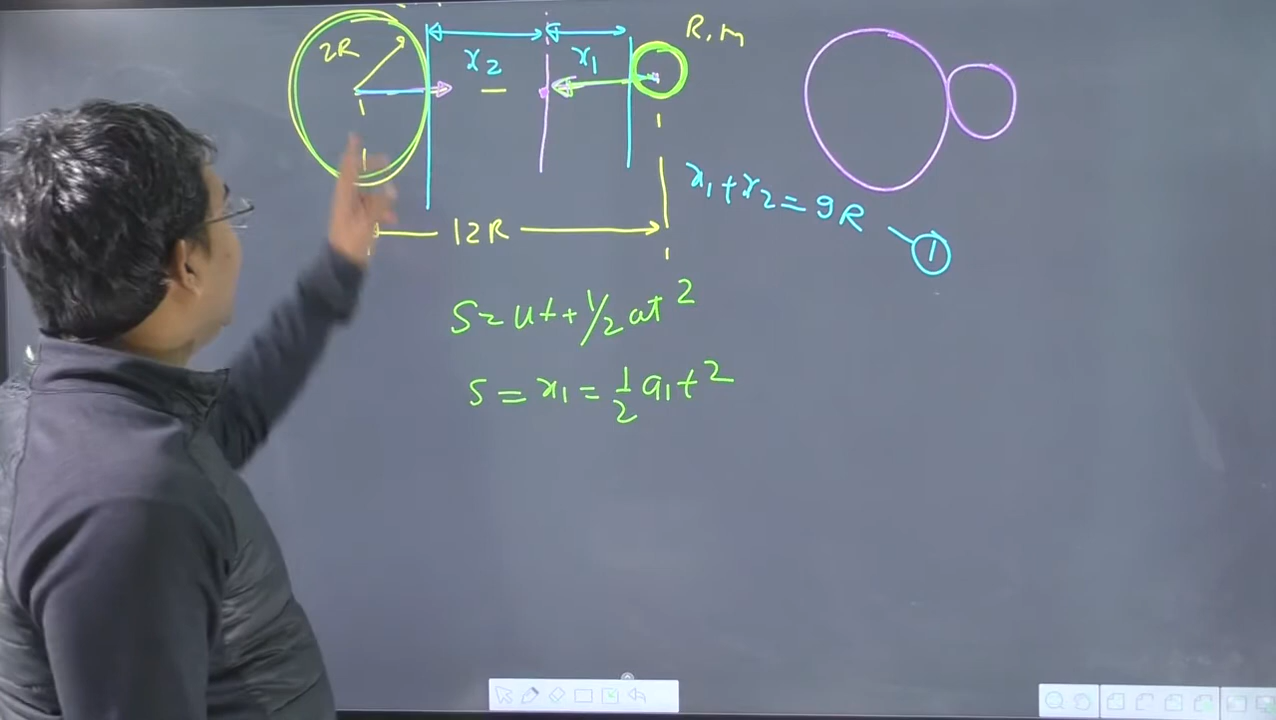 2R
x2
x1
R, m
12R
x1+x2=9R
1
S=ut+1/2 at2
S=x1=1/2 a1t2